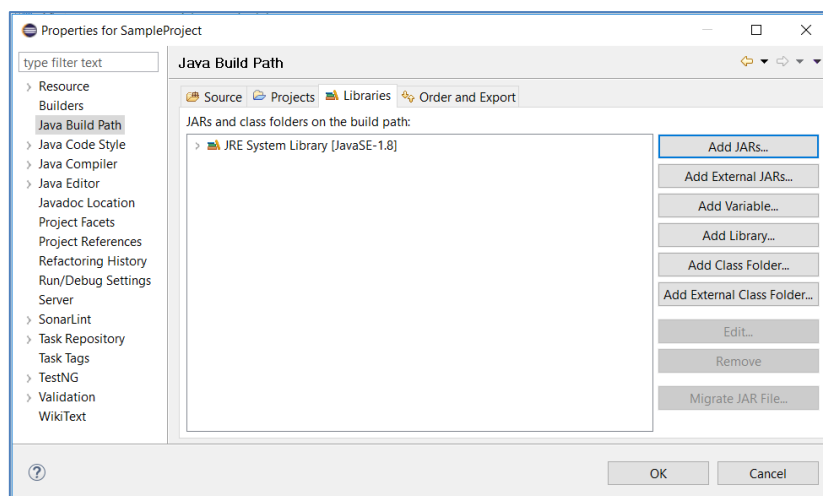 Properties for SampleProject
type filter text
Java Build Path
Resource
Builders
Java Build Path
Java Code Style
Java Compiler
Java Editor
Javadoc Location
Project Facets
Project References
Refactoring History
Run/Debug Settings
Server
SonarLint
Task Repository
Task Tags
TestNG
Validation
WikiText
Source Projects Libraries Order and Export
JARs and class folders on the build path:
JRE System Library [JavaSE-1.8]
Add JARs...
Add External JARs...
Add Variable...
Add Library...
Add Class Folder...
Add External Class Folder...
Edit...
Remove
Migrate JAR File...
OK Cancel